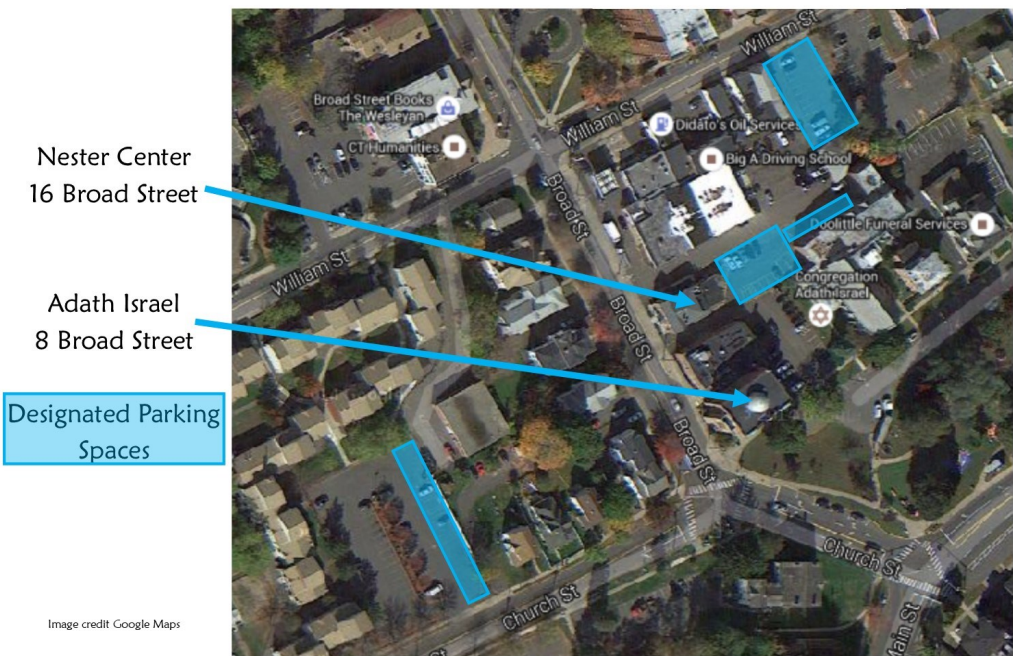 Nester Center
16 Broad Street
Adath Israel
8 Broad Street
Designated Parking
Spaces
Image credit Google Maps
William St
Broad Street Books
The Wesleyan
CT Humanities
William St
Didato's Oil Services
Big A Driving School
Broad St
Doolittle Funeral Services
William St
Congregation
Adath Israel
Broad St
Broad St
Church St
Church St
Main St
St